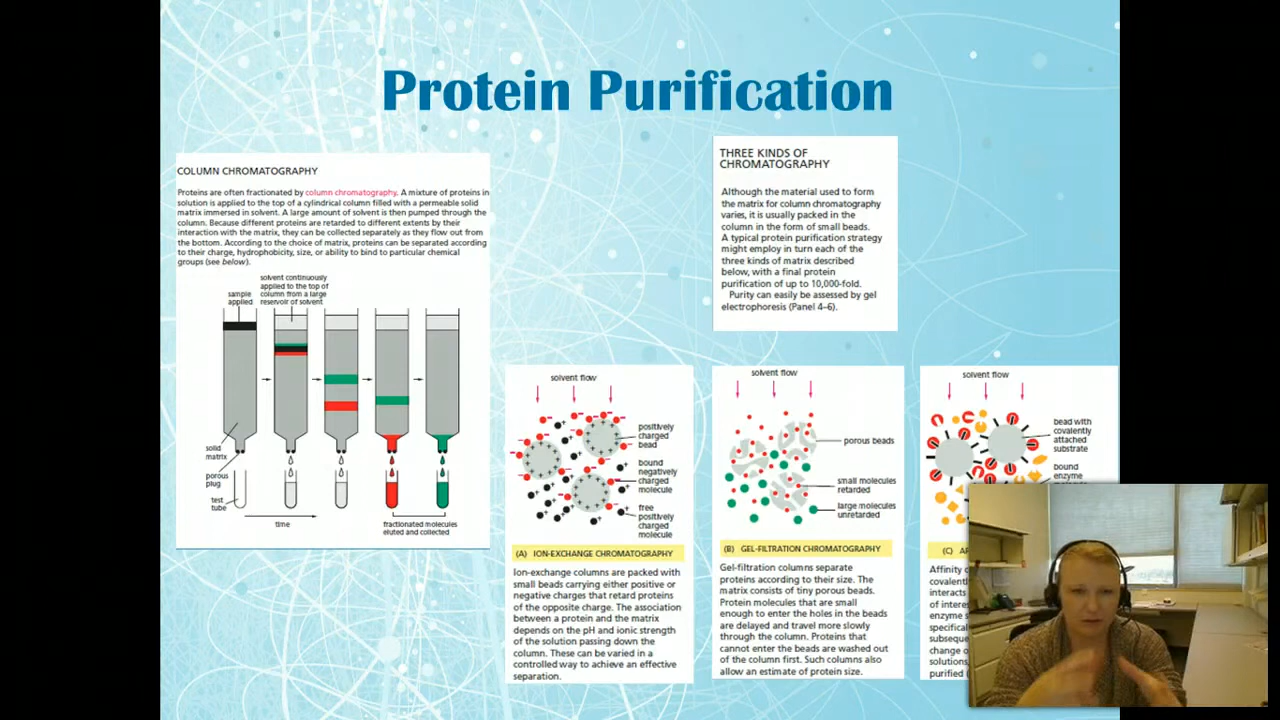 Protein Purification
COLUMN CHROMATOGRAPHY
Proteins are often fractionated by column chromatography. A mixture of proteins in
solution is applied to the top of a cylindrical column filled with a permeable solid
matrix immersed in solvent. A large amount of solvent is then pumped through the
column. Because different proteins are retarded to different extents by their
interaction with the matrix, they can be collected separately as they flow out from
the bottom. According to the choice of matrix, proteins can be separated according
to their charge, hydrophobicity, size, or ability to bind to particular chemical
groups (see below).
sample
applied
solvent continuously
applied to the top of
column from a large
reservoir of solvent
solid
matrix
porous
plug
test
tube
time
fractionated molecules
eluted and collected
THREE KINDS OF
CHROMATOGRAPHY
Although the material used to form
the matrix for column chromatography
varies, it is usually packed in the
column in the form of small beads.
A typical protein purification strategy
might employ in turn each of the
three kinds of matrix described
below, with a final protein
purification of up to 10,000-fold.
Purity can easily be assessed by gel
electrophoresis (Panel 4–6).
solvent flow
positively
charged
bead
bound
negatively
charged
molecule
free
positively
charged
molecule
(A) ION-EXCHANGE CHROMATOGRAPHY
Ion-exchange columns are packed with
small beads carrying either positive or
negative charges that retard proteins
of the opposite charge. The association
between a protein and the matrix
depends on the pH and ionic strength
of the solution passing down the
column. These can be varied in a
controlled way to achieve an effective
separation.
solvent flow
porous beads
small molecules
retarded
large molecules
unretarded
(B) GEL-FILTRATION CHROMATOGRAPHY
Gel-filtration columns separate
proteins according to their size. The
matrix consists of tiny porous beads.
Protein molecules that are small
enough to enter the holes in the beads
are delayed and travel more slowly
through the column. Proteins that
cannot enter the beads are washed out
of the column first. Such columns also
allow an estimate of protein size.
solvent flow
bead with
covalently
attached
substrate
bound
enzyme
(C)
Affinity
interacts
of interes
enzyme
specifical
subseque
change o
solutions,
purified